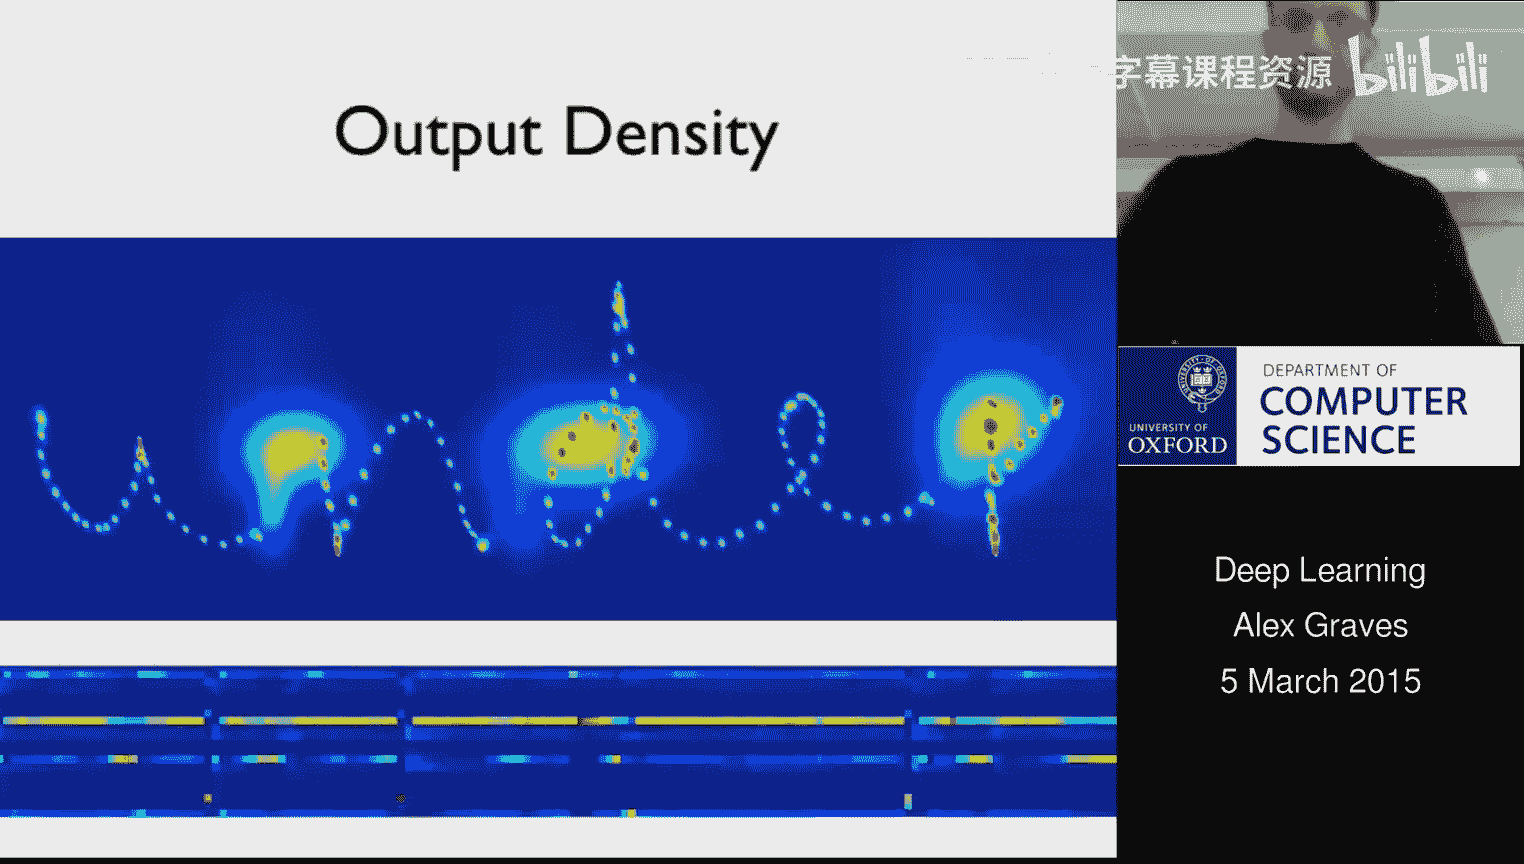 字幕课程资源 bilibili
Output Density
under
UNIVERSITY OF
OXFORD
DEPARTMENT OF
COMPUTER
SCIENCE
Deep Learning
Alex Graves
5 March 2015